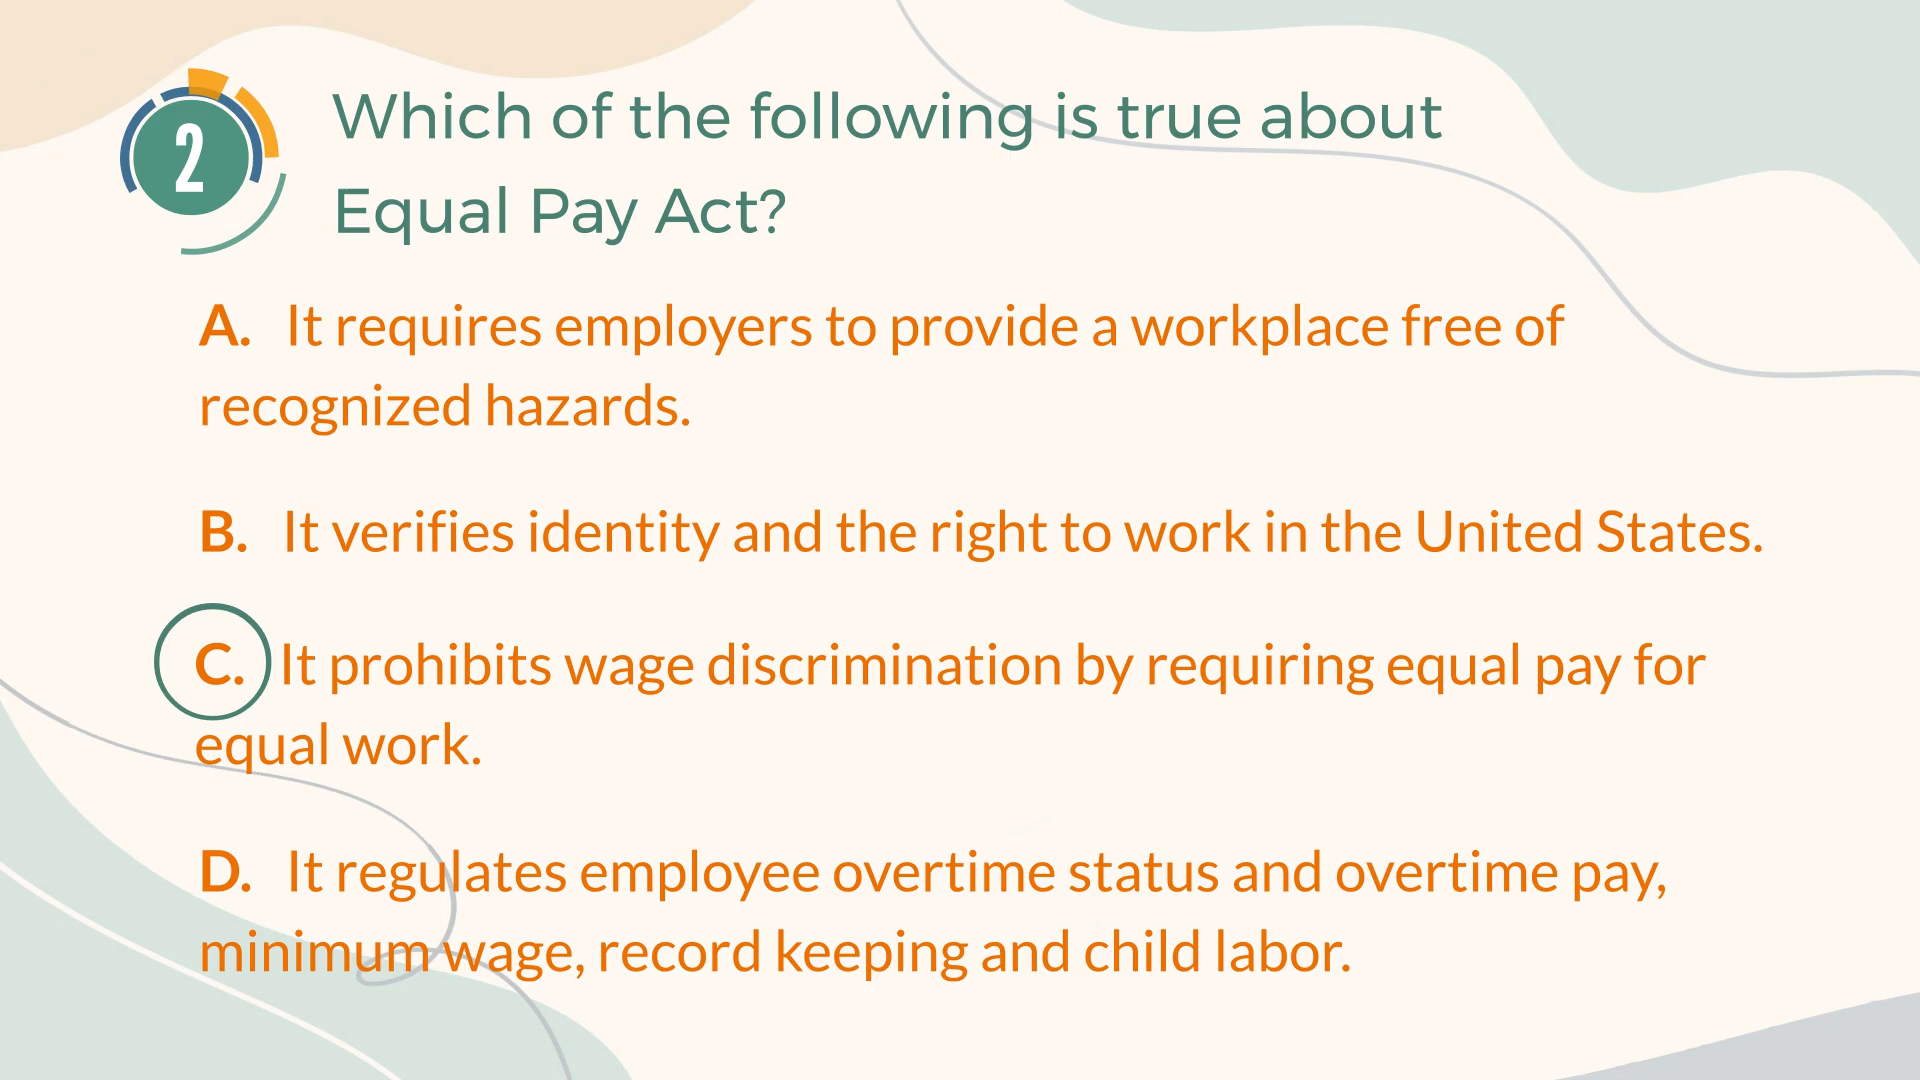 2
Which of the following is true about
Equal Pay Act?
A. It requires employers to provide a workplace free of
recognized hazards.
B. It verifies identity and the right to work in the United States.
C. It prohibits wage discrimination by requiring equal pay for
equal work.
D. It regulates employee overtime status and overtime pay,
minimum wage, record keeping and child labor.